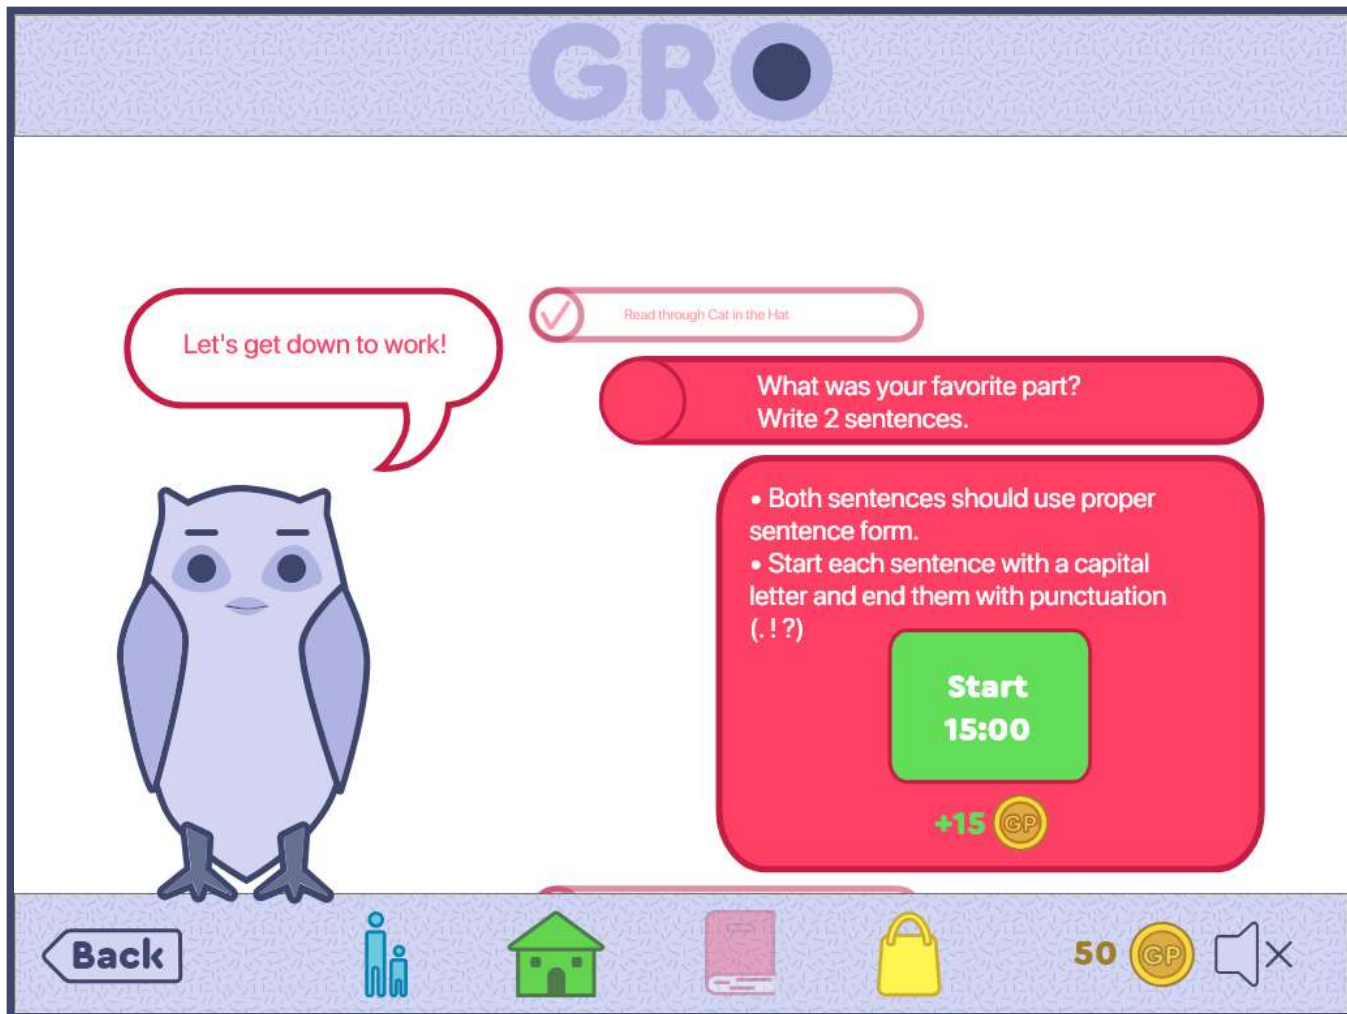 GRO
Let's get down to work!
Read through Cat in the Hat
What was your favorite part?
Write 2 sentences.
• Both sentences should use proper
sentence form.
• Start each sentence with a capital
letter and end them with punctuation
(. ! ?)
Start
15:00
+15 GP
Back
50 GP